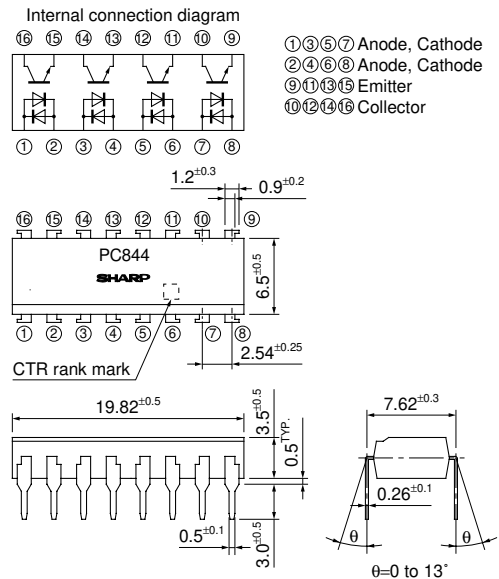 Internal connection diagram
⑯ ⑮ ⑭ ⑬ ⑫ ⑪ ⑩ ⑨
① ② ③ ④ ⑤ ⑥ ⑦ ⑧
①③⑤⑦ Anode, Cathode
②④⑥⑧ Anode, Cathode
⑨⑪⑬⑮ Emitter
⑩⑫⑭⑯ Collector
1.2±0.3
0.9±0.2
⑯ ⑮ ⑭ ⑬ ⑫ ⑪ ⑩ ⑨
PC844
SHARP
6.5±0.5
① ② ③ ④ ⑤ ⑥ ⑦ ⑧
2.54±0.25
CTR rank mark
19.82±0.5
3.5±0.5
0.5TYP.
7.62±0.3
0.26±0.1
0.5±0.1
3.0±0.5
θ θ
θ=0 to 13˚